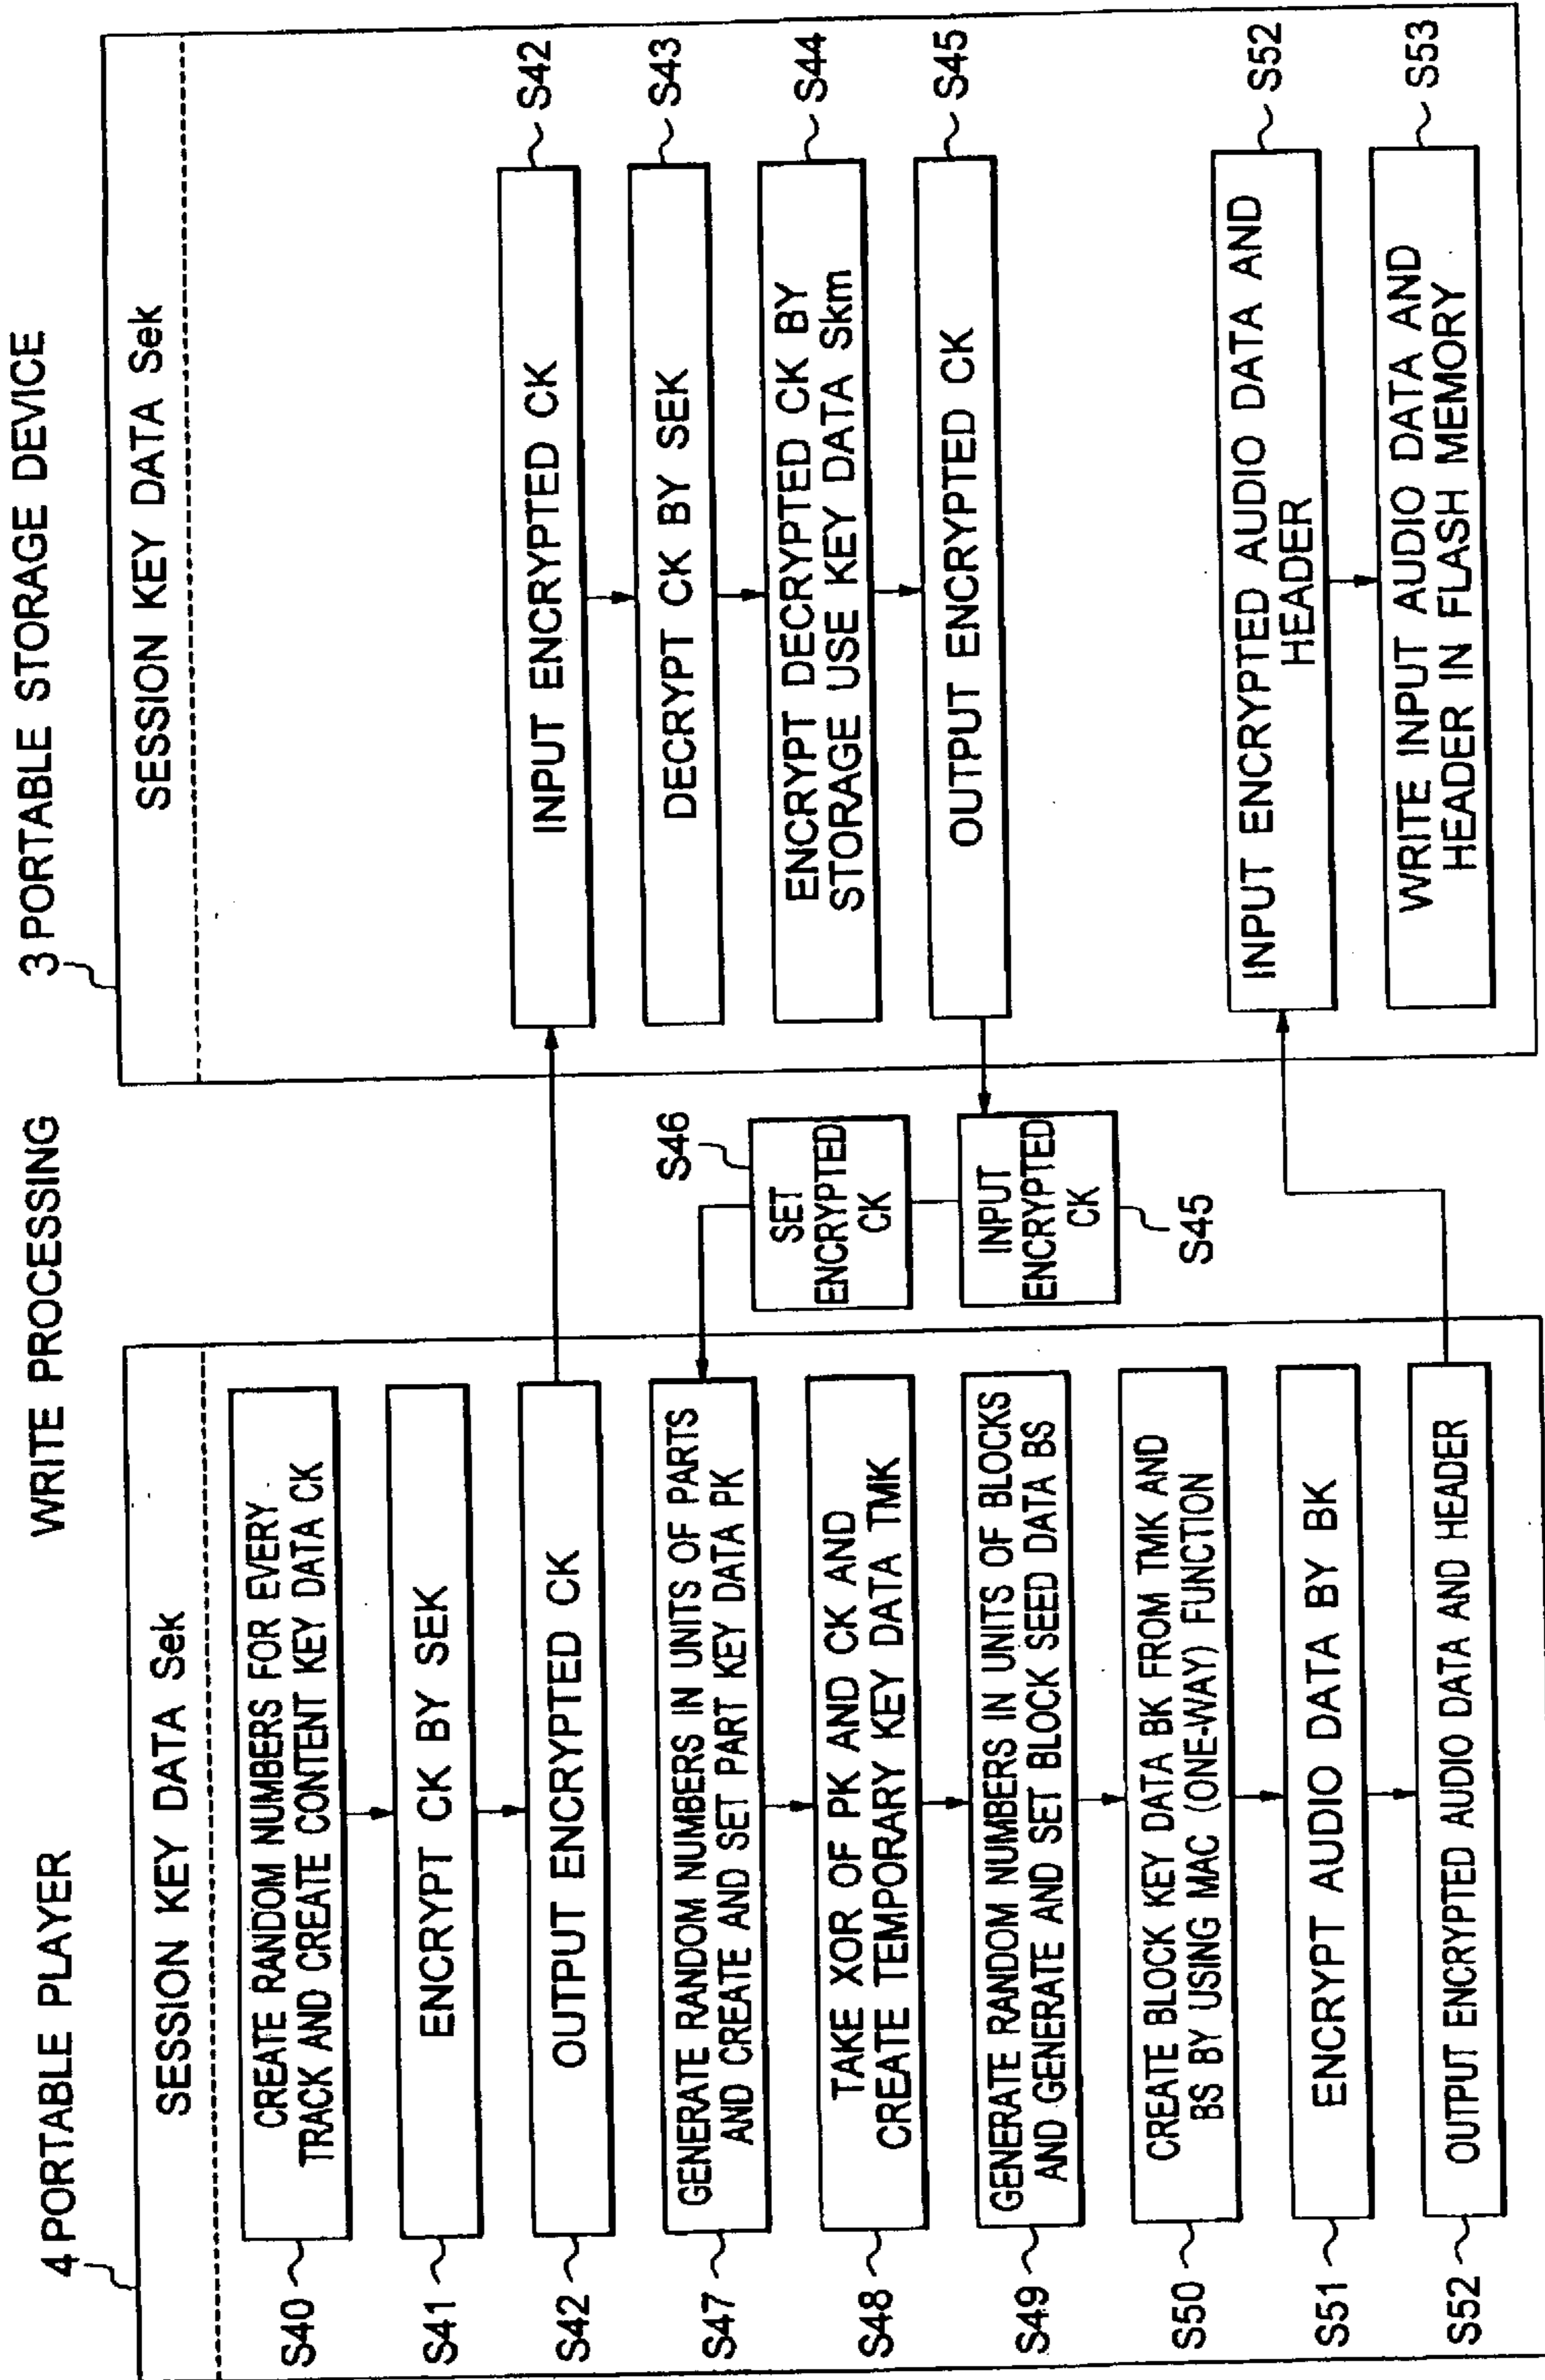 WRITE PROCESSING
4 PORTABLE PLAYER
SESSION KEY DATA Sek
S40
CREATE RANDOM NUMBERS FOR EVERY
TRACK AND CREATE CONTENT KEY DATA CK
S41
ENCRYPT CK BY SEK
S42
OUTPUT ENCRYPTED CK
S47
GENERATE RANDOM NUMBERS IN UNITS OF PARTS
AND CREATE AND SET PART KEY DATA PK
S48
TAKE XOR OF PK AND CK AND
CREATE TEMPORARY KEY DATA TMK
S49
GENERATE RANDOM NUMBERS IN UNITS OF BLOCKS
AND GENERATE AND SET BLOCK SEED DATA BS
S50
CREATE BLOCK KEY DATA BK FROM TMK AND
BS BY USING MAC (ONE-WAY) FUNCTION
S51
ENCRYPT AUDIO DATA BY BK
S52
OUTPUT ENCRYPTED AUDIO DATA AND HEADER
S46
SET
ENCRYPTED
CK
INPUT
ENCRYPTED
CK
S45
3 PORTABLE STORAGE DEVICE
SESSION KEY DATA Sek
INPUT ENCRYPTED CK
S42
DECRYPT CK BY SEK
S43
ENCRYPT DECRYPTED CK BY
STORAGE USE KEY DATA Skm
S44
OUTPUT ENCRYPTED CK
S45
INPUT ENCRYPTED AUDIO DATA AND
HEADER
S52
WRITE INPUT AUDIO DATA AND
HEADER IN FLASH MEMORY
S53